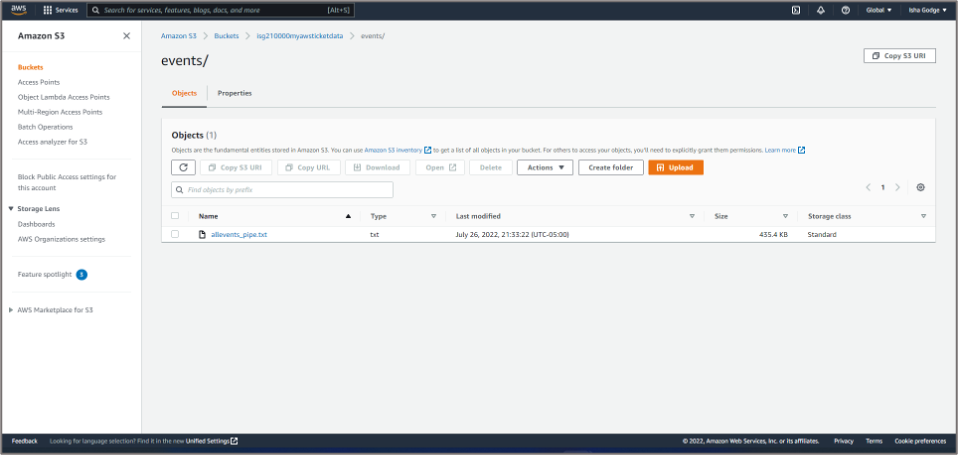 aws Services Search for services, features, blogs, docs, and more [Alt+S] Global Isha Godge
Amazon S3
Buckets
Access Points
Object Lambda Access Points
Multi-Region Access Points
Batch Operations
Access analyzer for S3
Block Public Access settings for
this account
Storage Lens
Dashboards
AWS Organizations settings
Feature spotlight 3
AWS Marketplace for S3
Amazon S3 > Buckets > isg210000myawsticketdata > events/
events/
Copy S3 URI
Objects Properties
Objects (1)
Objects are the fundamental entities stored in Amazon S3. You can use Amazon S3 inventory to get a list of all objects in your bucket. For others to access your objects, you'll need to explicitly grant them permissions. Learn more
Copy S3 URI Copy URL Download Open Delete Actions Create folder Upload
Find objects by prefix
1
Name Type Last modified Size Storage class
allevents_pipe.txt txt July 26, 2022, 21:33:22 (UTC-05:00) 435.4 KB Standard
Feedback Looking for language selection? Find it in the new Unified Settings © 2022, Amazon Web Services, Inc. or its affiliates. Privacy Terms Cookie preferences